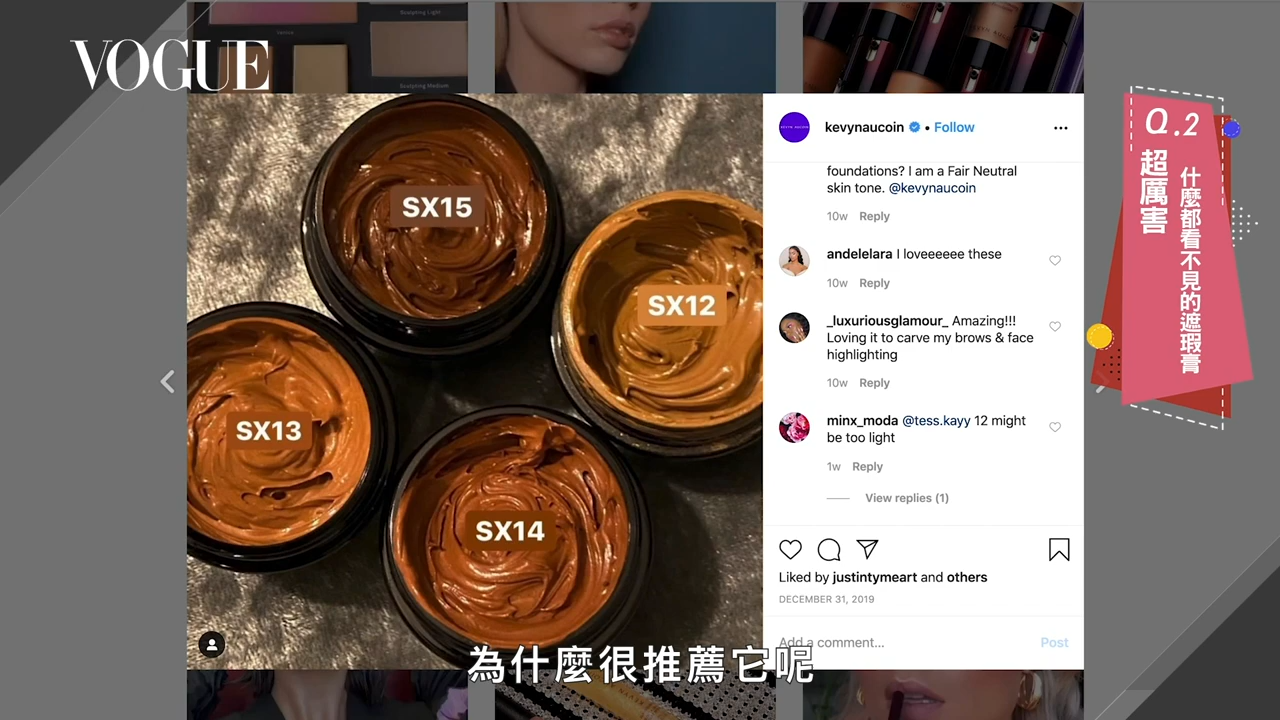 Sculpting Light
Sculpting Medium
VOGUE
SX15
SX12
SX13
SX14
kevynaucoin • Follow
foundations? I am a Fair Neutral
skin tone. @kevynaucoin
10w Reply
andelelara I loveeeeee these
10w Reply
_luxuriousglamour_ Amazing!!!
Loving it to carve my brows & face
highlighting
10w Reply
minx_moda @tess.kayy 12 might
be too light
1w Reply
View replies (1)
Liked by justintymeart and others
DECEMBER 31, 2019
Add a comment...
Post
Q.2
超厲害
什麼都看不見的遮瑕膏
為什麼很推薦它呢